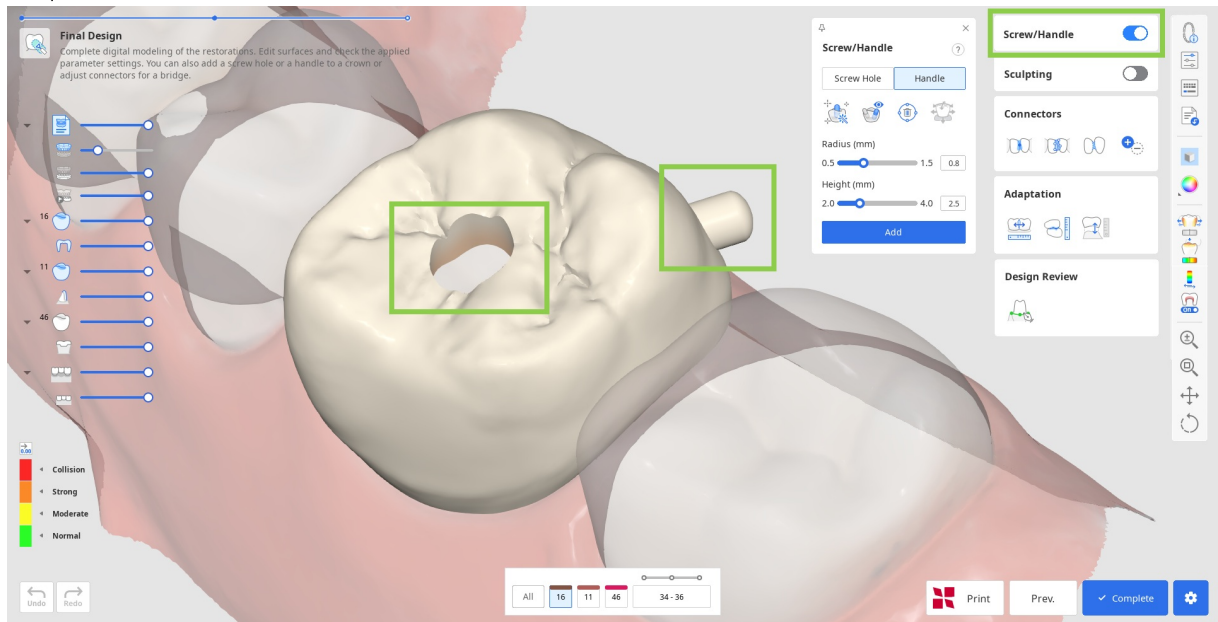 Final Design
Complete digital modeling of the restorations. Edit surfaces and check the applied
parameter settings. You can also add a screw hole or a handle to a crown or
adjust connectors for a bridge.
16
11
46
0.00
Collision
Strong
Moderate
Normal
Undo
Redo
Screw/Handle
?
Screw Hole
Handle
Radius (mm)
0.5
1.5
0.8
Height (mm)
2.0
4.0
2.5
Add
Screw/Handle
Sculpting
Connectors
Adaptation
Design Review
ON
All
16
11
46
34 - 36
Print
Prev.
Complete